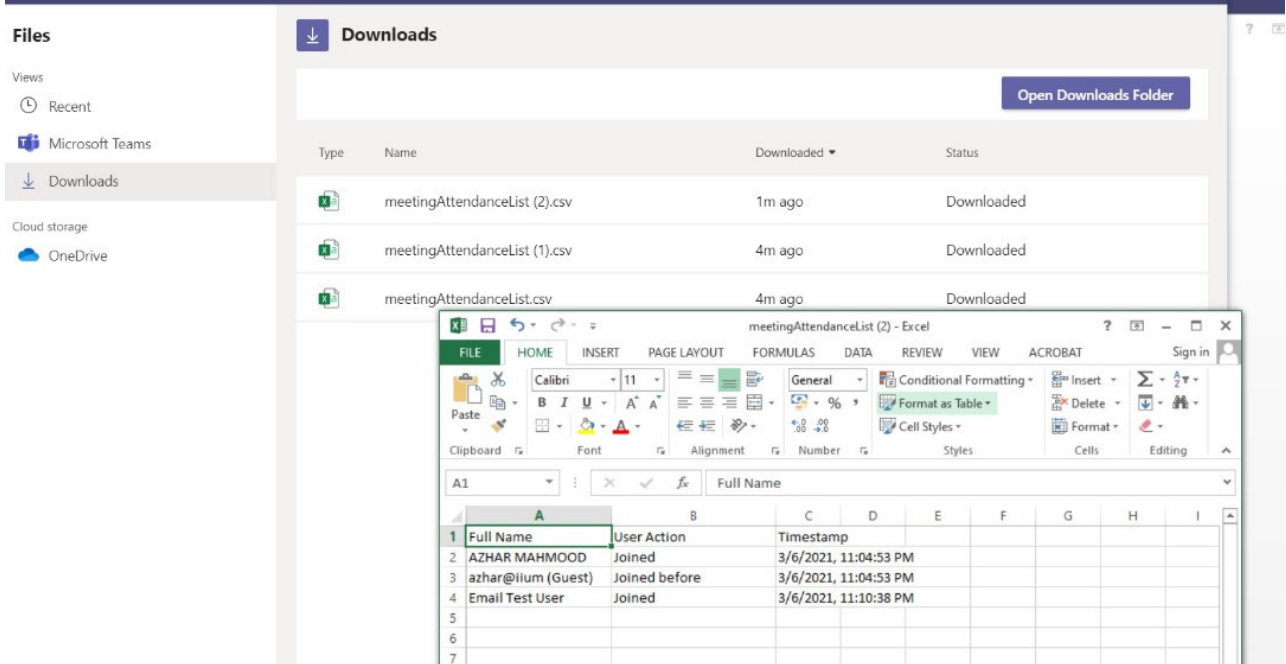 Files
Views
Recent
Microsoft Teams
Downloads
Cloud storage
OneDrive
Downloads
Open Downloads Folder
Type Name Downloaded Status
meetingAttendanceList (2).csv 1m ago Downloaded
meetingAttendanceList (1).csv 4m ago Downloaded
meetingAttendanceList.csv 4m ago Downloaded
meetingAttendanceList (2) - Excel
FILE HOME INSERT PAGE LAYOUT FORMULAS DATA REVIEW VIEW ACROBAT Sign in
Calibri 11 General Conditional Formatting Insert
Paste B I U A A % , Format as Table Delete
A Cell Styles Format
Clipboard Font Alignment Number Styles Cells Editing
A1 fx Full Name
A B C D E F G H I
1 Full Name User Action Timestamp
2 AZHAR MAHMOOD Joined 3/6/2021, 11:04:53 PM
3 azhar@iium (Guest) Joined before 3/6/2021, 11:04:53 PM
4 Email Test User Joined 3/6/2021, 11:10:38 PM
5
6
7